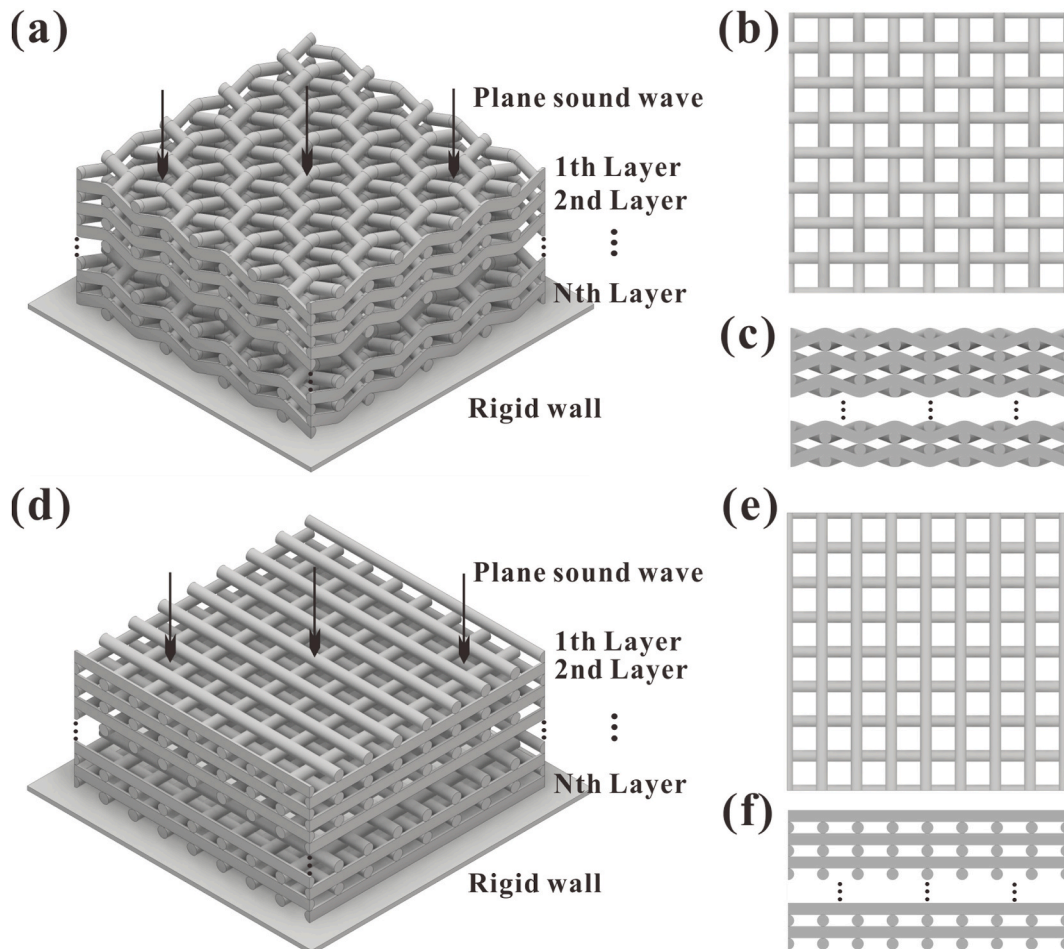 (a)
Plane sound wave
1th Layer
2nd Layer
Nth Layer
Rigid wall
(b)
(c)
(d)
Plane sound wave
1th Layer
2nd Layer
Nth Layer
Rigid wall
(e)
(f)